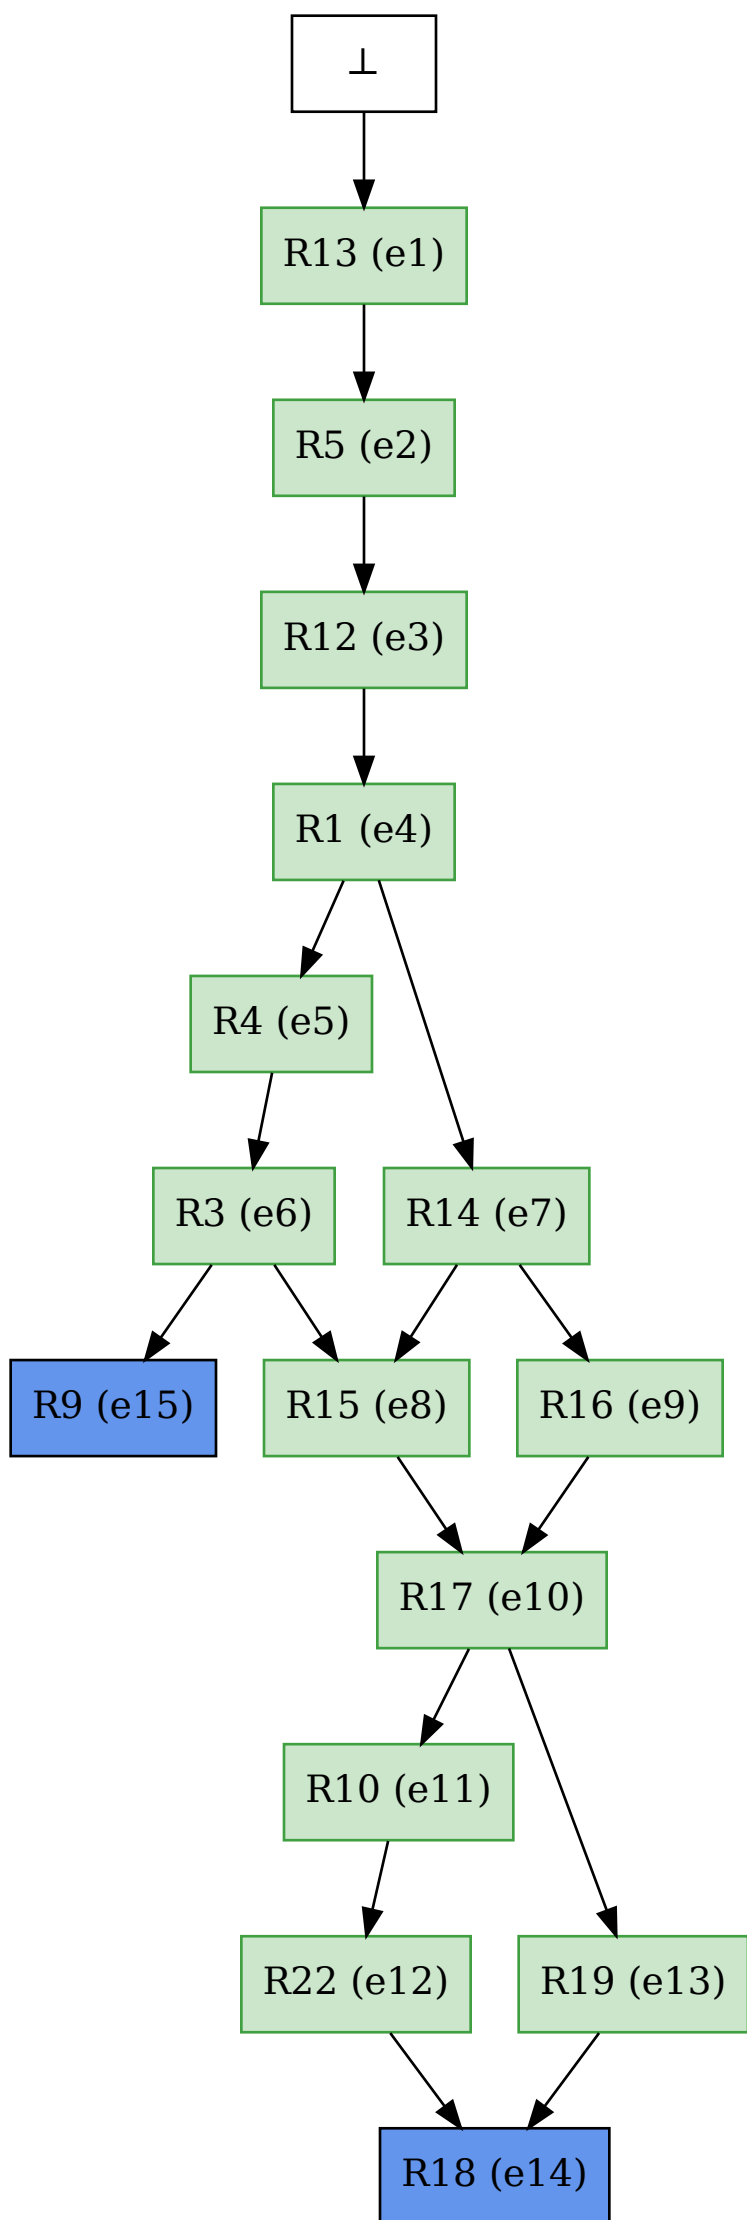 ⊥
R13 (e1)
R5 (e2)
R12 (e3)
R1 (e4)
R4 (e5)
R3 (e6)
R14 (e7)
R9 (e15)
R15 (e8)
R16 (e9)
R17 (e10)
R10 (e11)
R22 (e12)
R19 (e13)
R18 (e14)